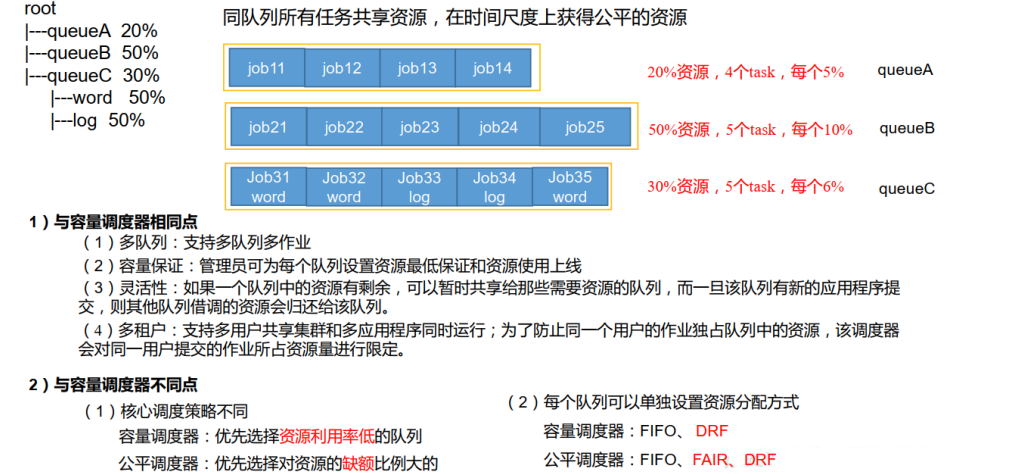 root
|---queueA 20%
|---queueB 50%
|---queueC 30%
|---word 50%
|---log 50%
同队列所有任务共享资源，在时间尺度上获得公平的资源
job11 job12 job13 job14
20%资源，4个task，每个5% queueA
job21 job22 job23 job24 job25
50%资源，5个task，每个10% queueB
Job31 Job32 Job33 Job34 Job35
word word log log word
30%资源，5个task，每个6% queueC
1）与容量调度器相同点
（1）多队列：支持多队列多作业
（2）容量保证：管理员可为每个队列设置资源最低保证和资源使用上线
（3）灵活性：如果一个队列中的资源有剩余，可以暂时共享给那些需要资源的队列，而一旦该队列有新的应用程序提
交，则其他队列借调的资源会归还给该队列。
（4）多租户：支持多用户共享集群和多应用程序同时运行；为了防止同一个用户的作业独占队列中的资源，该调度器
会对同一用户提交的作业所占资源量进行限定。
2）与容量调度器不同点
（1）核心调度策略不同
容量调度器：优先选择资源利用率低的队列
公平调度器：优先选择对资源的缺额比例大的
（2）每个队列可以单独设置资源分配方式
容量调度器：FIFO、 DRF
公平调度器：FIFO、FAIR、DRF